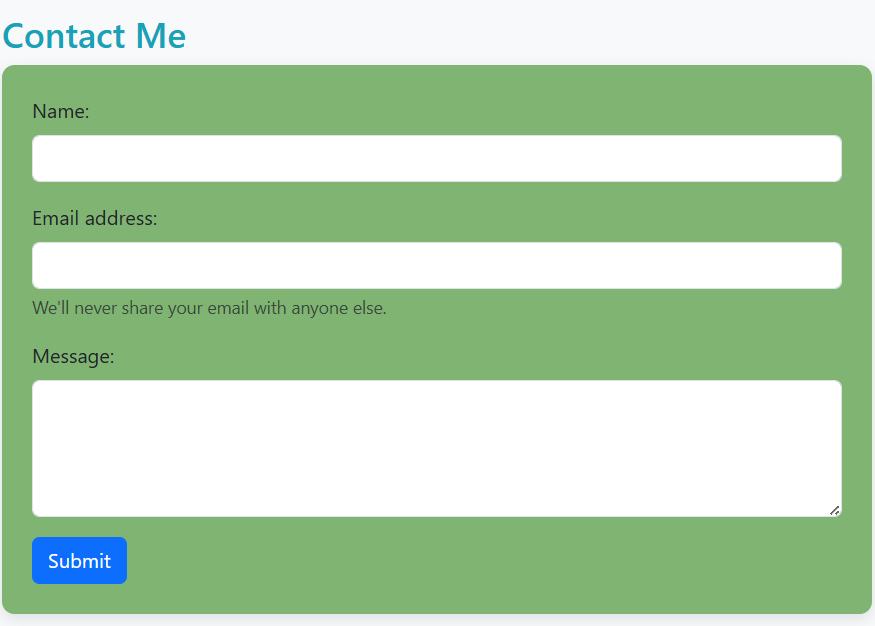 Contact Me
Name:
Email address:
We'll never share your email with anyone else.
Message:
Submit